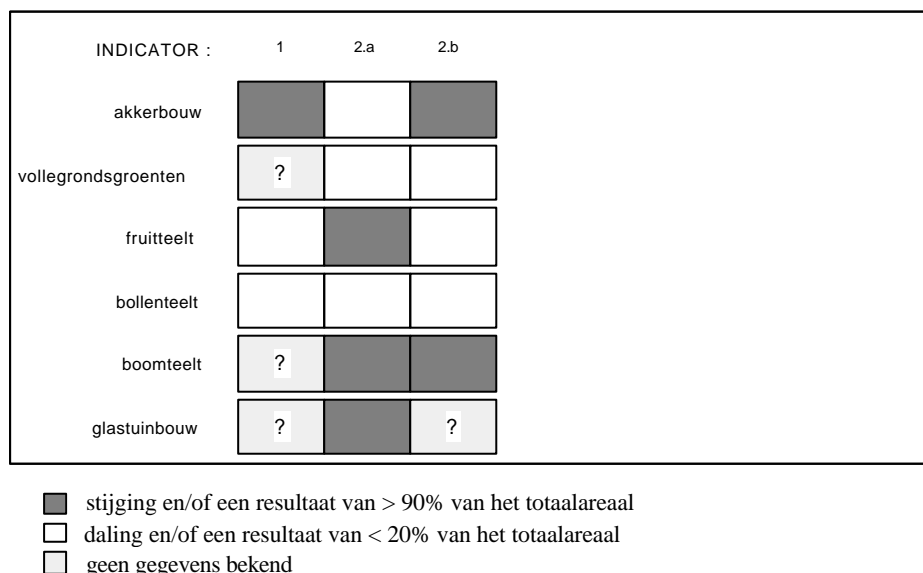 INDICATOR : 1 2.a 2.b
akkerbouw
vollegrondsgroenten ?
fruitteelt
bollenteelt
boomteelt ?
glastuinbouw ? ?
stijging en/of een resultaat van > 90% van het totaalareaal
daling en/of een resultaat van < 20% van het totaalareaal
geen gegevens bekend